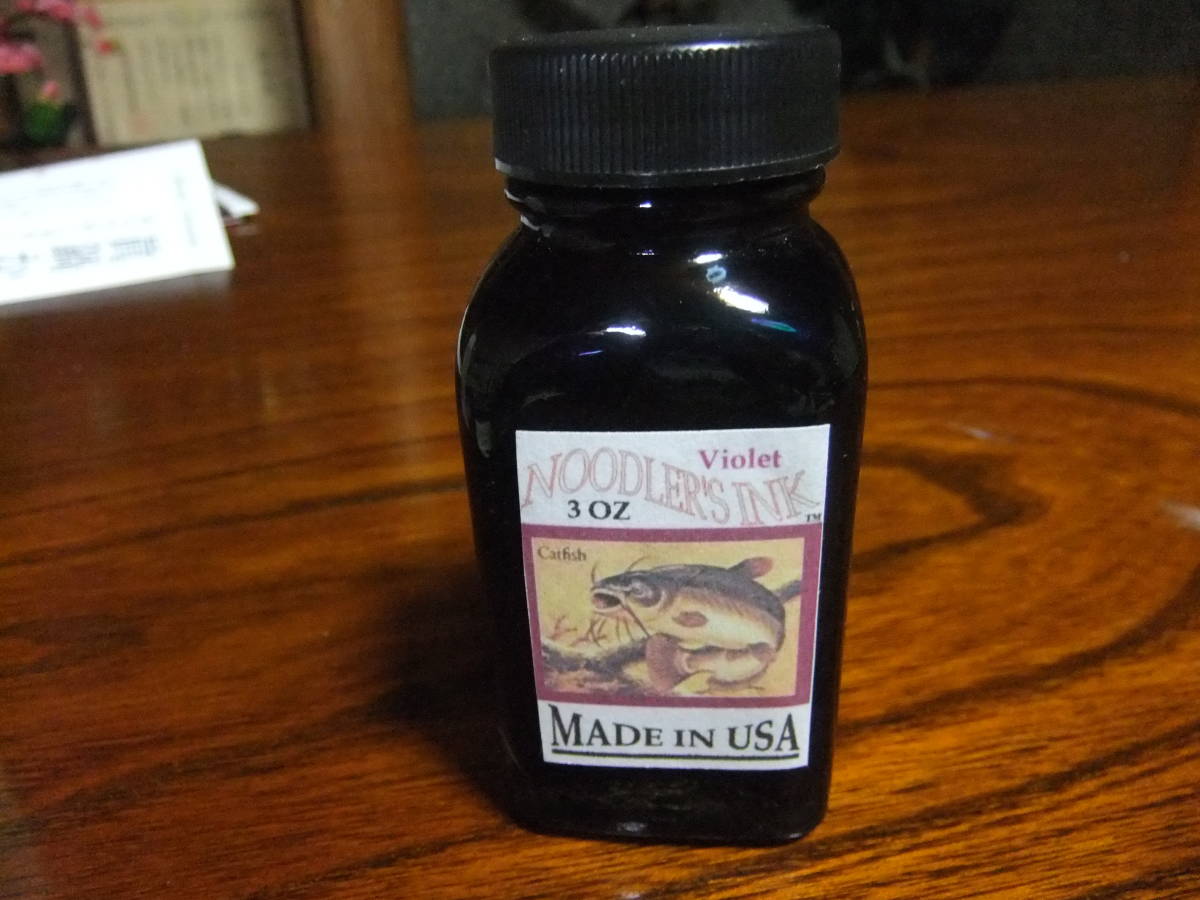 Violet
NOODLER'S INK™
3 OZ
Catfish
MADE IN USA